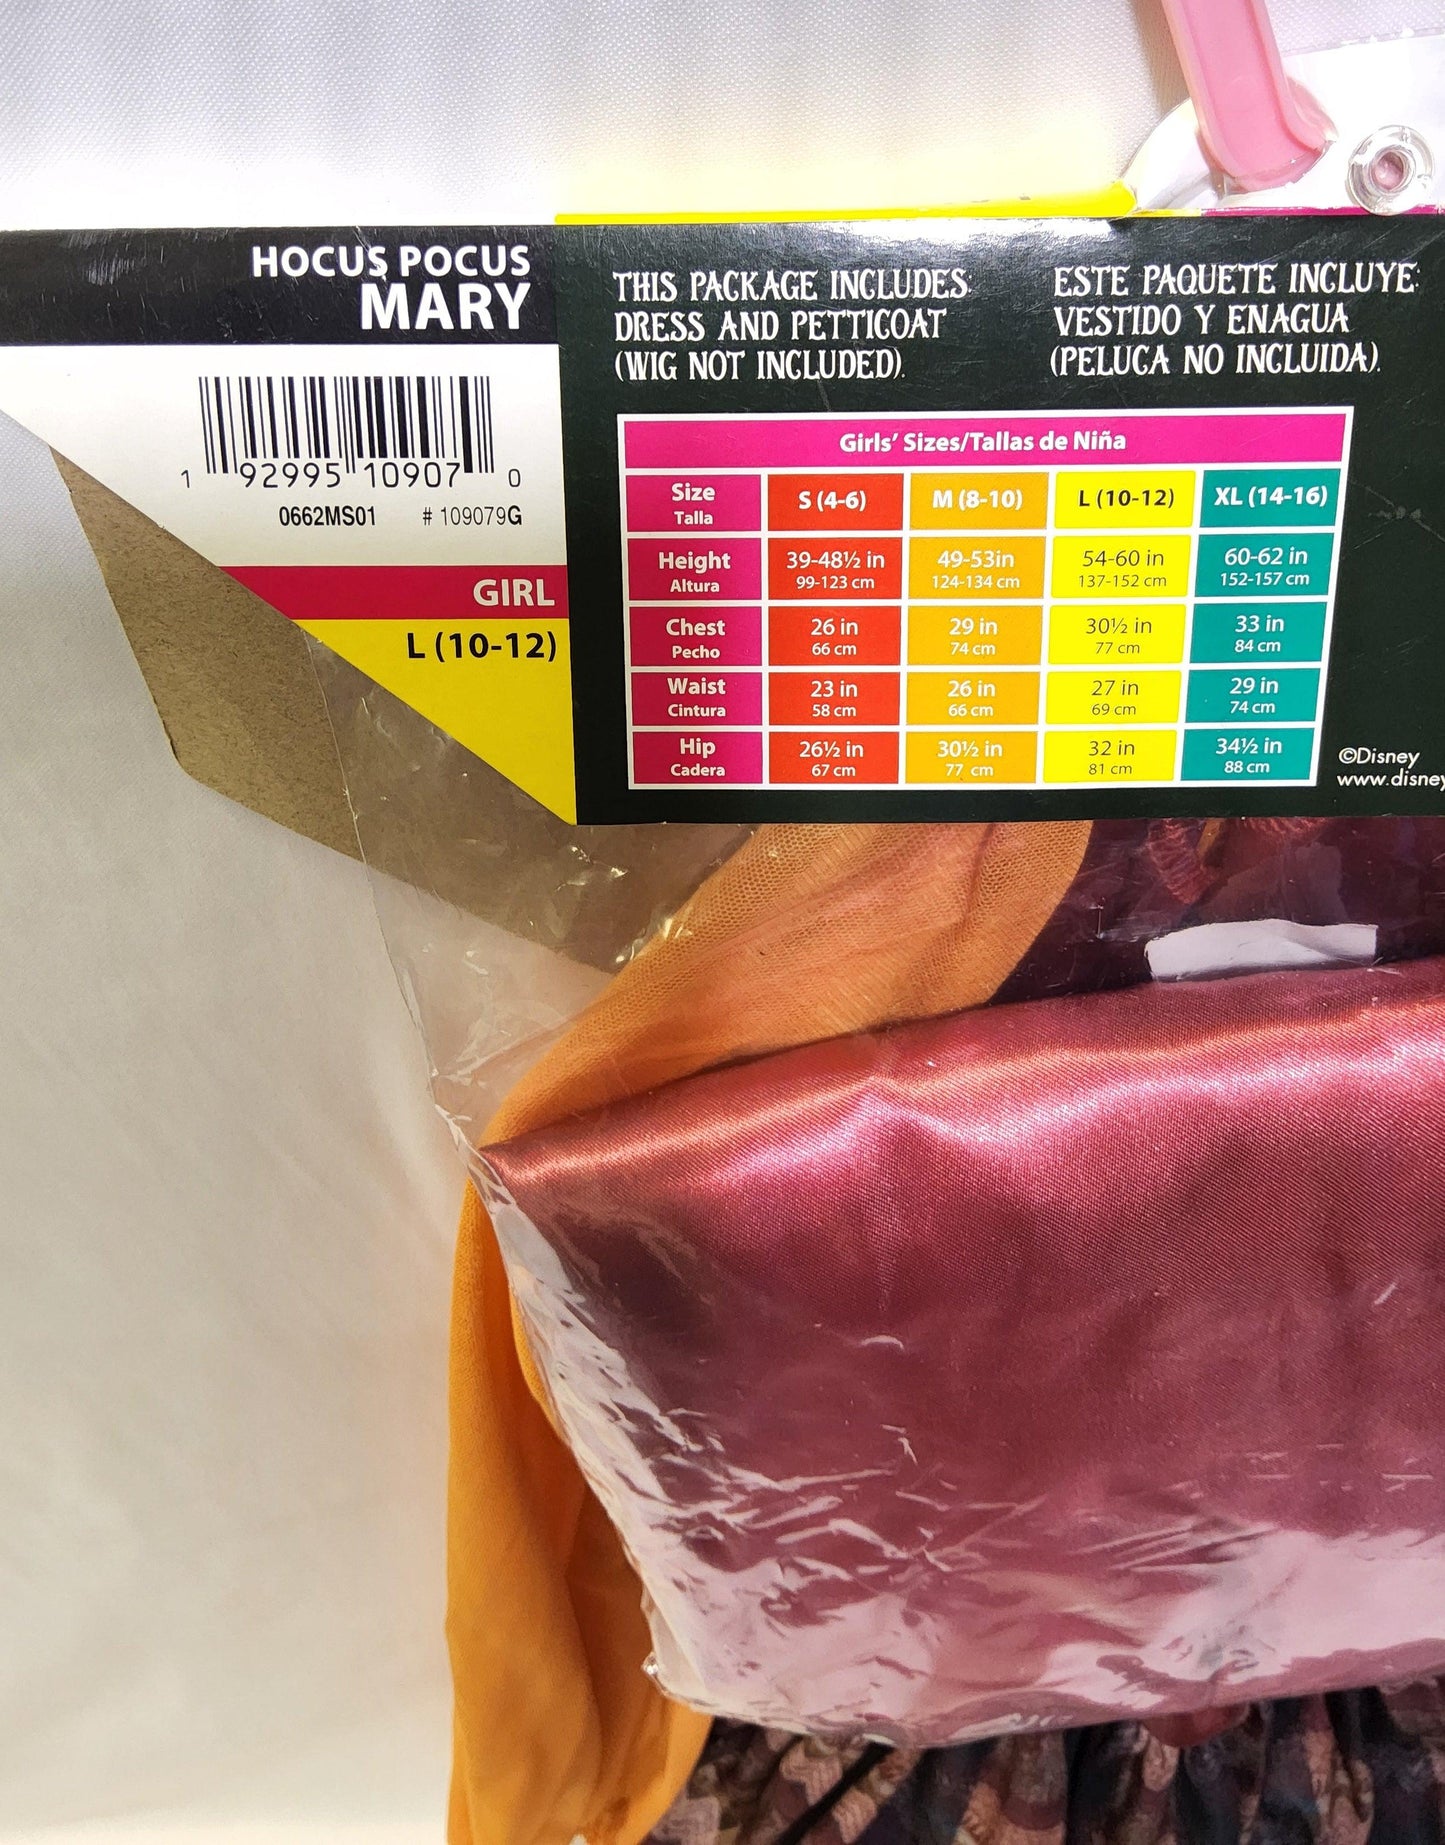 HOCUS POCUS
MARY
1 92995 10907 0
0662MS01 # 109079G
GIRL
L (10-12)
THIS PACKAGE INCLUDES:
DRESS AND PETTICOAT
(WIG NOT INCLUDED).
ESTE PAQUETE INCLUYE:
VESTIDO Y ENAGUA
(PELUCA NO INCLUIDA).
Girls' Sizes/Tallas de Niña
Size S (4-6) M (8-10) L (10-12) XL (14-16)
Talla
Height 39-48½ in 49-53in 54-60 in 60-62 in
Altura 99-123 cm 124-134 cm 137-152 cm 152-157 cm
Chest 26 in 29 in 30½ in 33 in
Pecho 66 cm 74 cm 77 cm 84 cm
Waist 23 in 26 in 27 in 29 in
Cintura 58 cm 66 cm 69 cm 74 cm
Hip 26½ in 30½ in 32 in 34½ in
Cadera 67 cm 77 cm 81 cm 88 cm
©Disney
www.disney